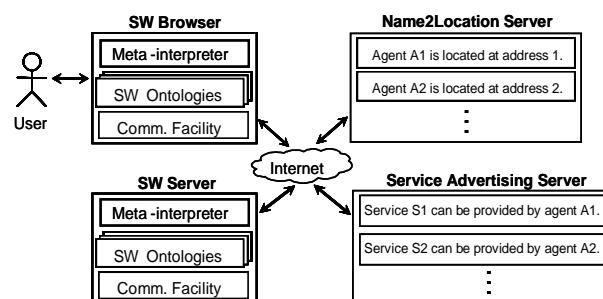 SW Browser
Meta -interpreter
SW Ontologies
Comm. Facility
User
Name2Location Server
Agent A1 is located at address 1.
Agent A2 is located at address 2.
Internet
SW Server
Meta -interpreter
SW Ontologies
Comm. Facility
Service Advertising Server
Service S1 can be provided by agent A1.
Service S2 can be provided by agent A2.